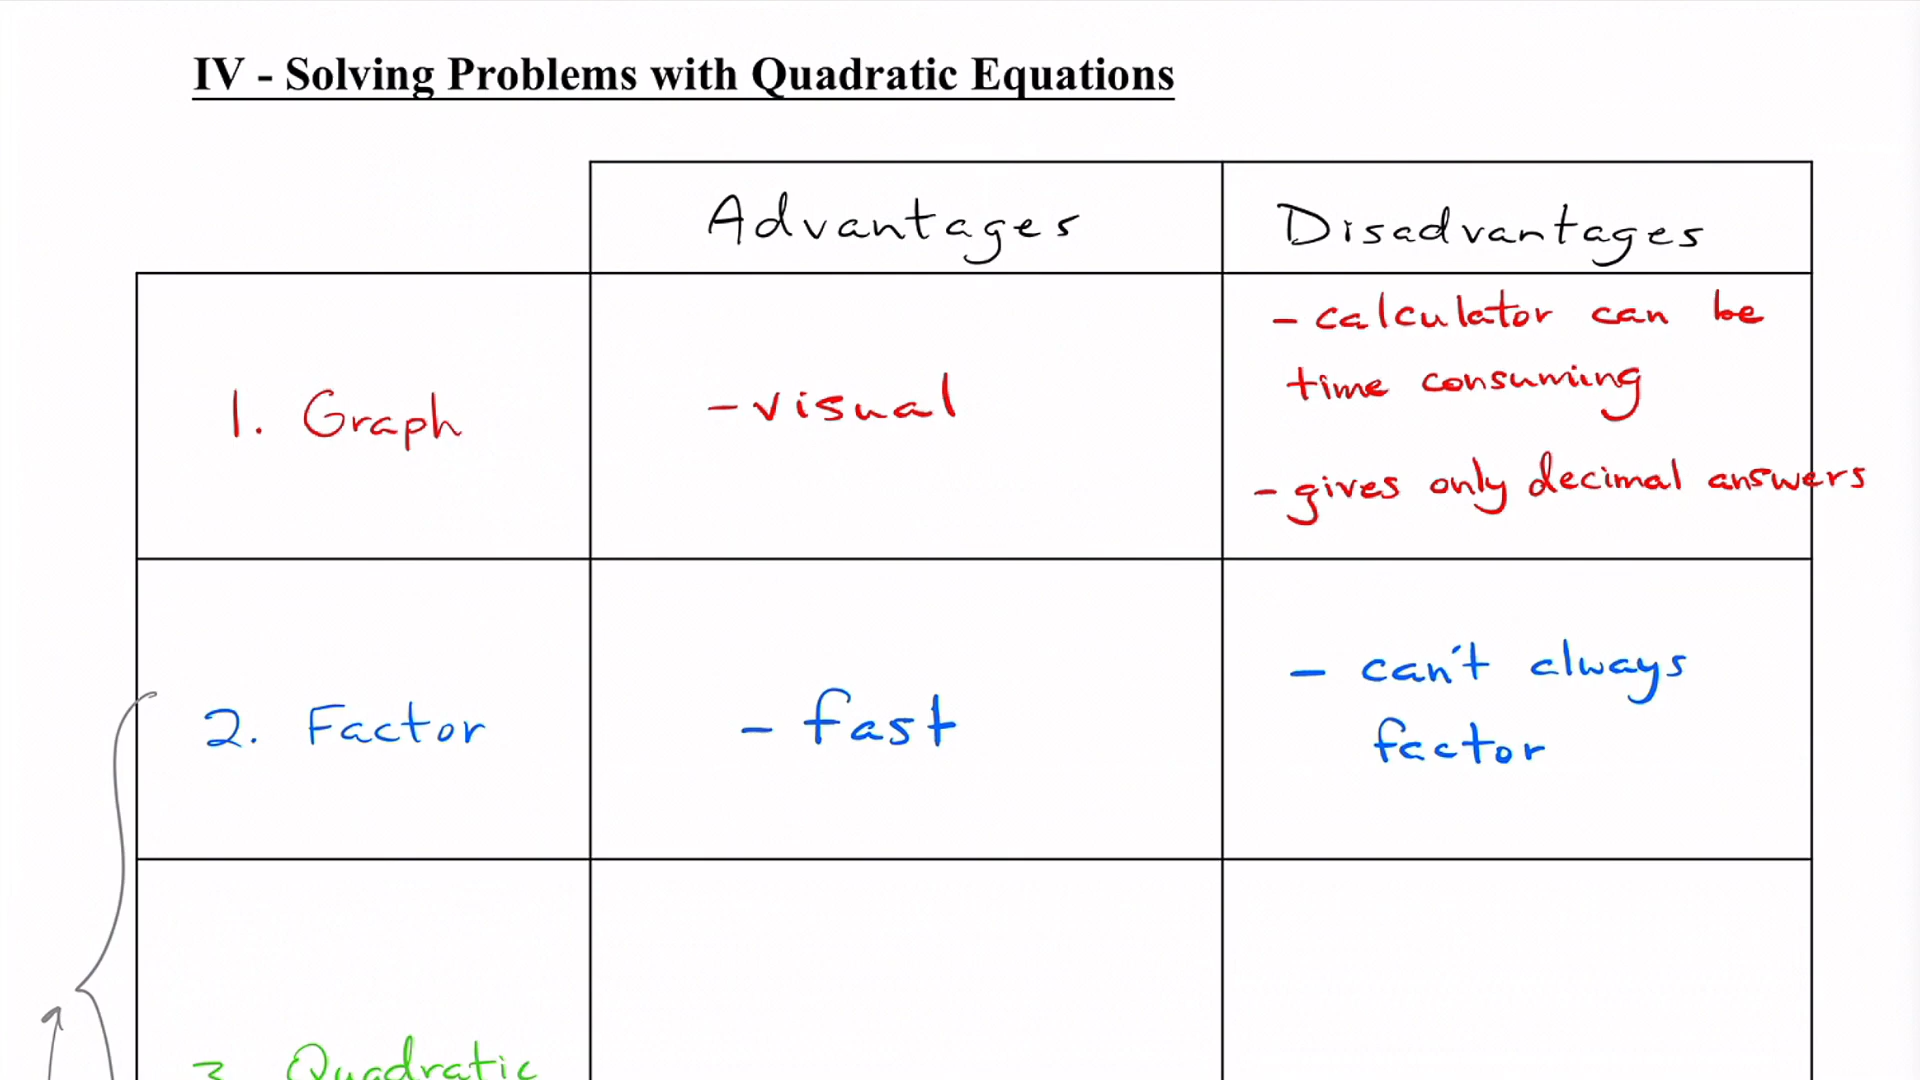 IV - Solving Problems with Quadratic Equations
Advantages
Disadvantages
1. Graph
- visual
- calculator can be
time consuming
- gives only decimal answers
2. Factor
- fast
- can't always
factor
3. Quadratic